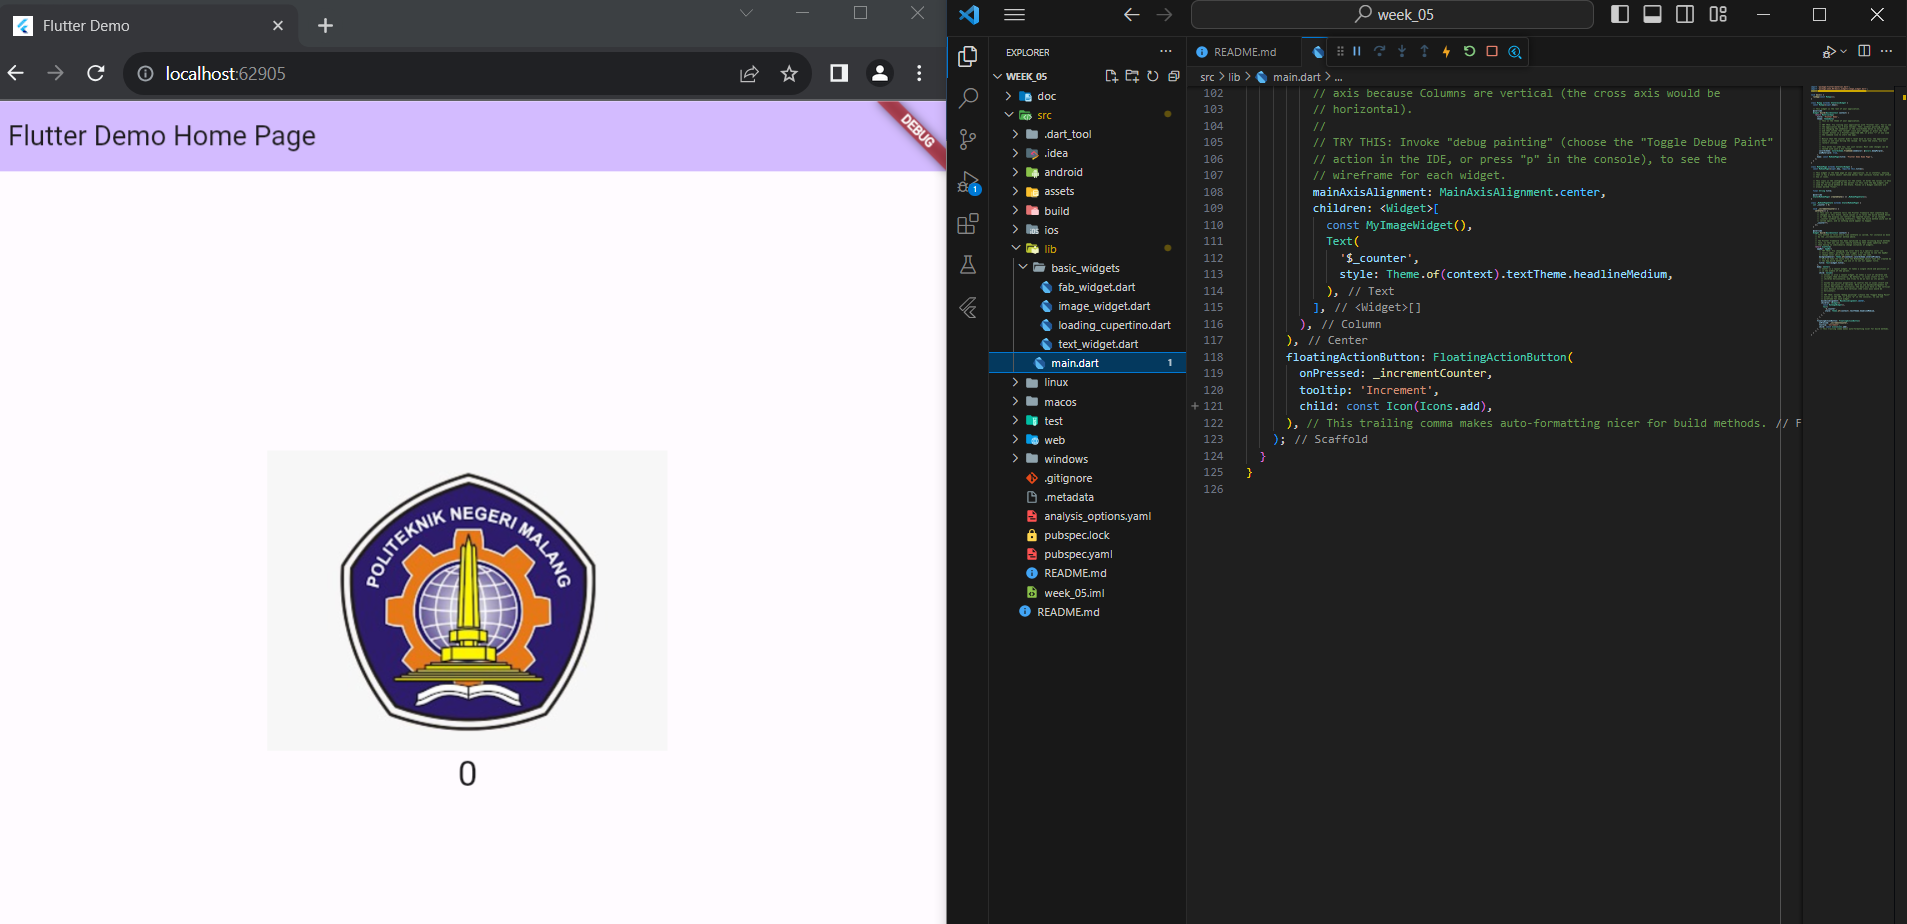 Flutter Demo
localhost:62905
Flutter Demo Home Page
DEBUG
POLITEKNIK NEGERI MALANG
0
week_05
EXPLORER
WEEK_05
doc
src
.dart_tool
.idea
android
assets
build
ios
lib
basic_widgets
fab_widget.dart
image_widget.dart
loading_cupertino.dart
text_widget.dart
main.dart 1
linux
macos
test
web
windows
.gitignore
.metadata
analysis_options.yaml
pubspec.lock
pubspec.yaml
README.md
week_05.iml
README.md
1
README.md
src > lib > main.dart > ...
102 // axis because Columns are vertical (the cross axis would be
103 // horizontal).
104 //
105 // TRY THIS: Invoke "debug painting" (choose the "Toggle Debug Paint"
106 // action in the IDE, or press "p" in the console), to see the
107 // wireframe for each widget.
108 mainAxisAlignment: MainAxisAlignment.center,
109 children: <Widget>[
110 const MyImageWidget(),
111 Text(
112 '$_counter',
113 style: Theme.of(context).textTheme.headlineMedium,
114 ), // Text
115 ], // <Widget>[]
116 ), // Column
117 ), // Center
118 floatingActionButton: FloatingActionButton(
119 onPressed: _incrementCounter,
120 tooltip: 'Increment',
121 child: const Icon(Icons.add),
122 ), // This trailing comma makes auto-formatting nicer for build methods. // F
123 ); // Scaffold
124 }
125 }
126